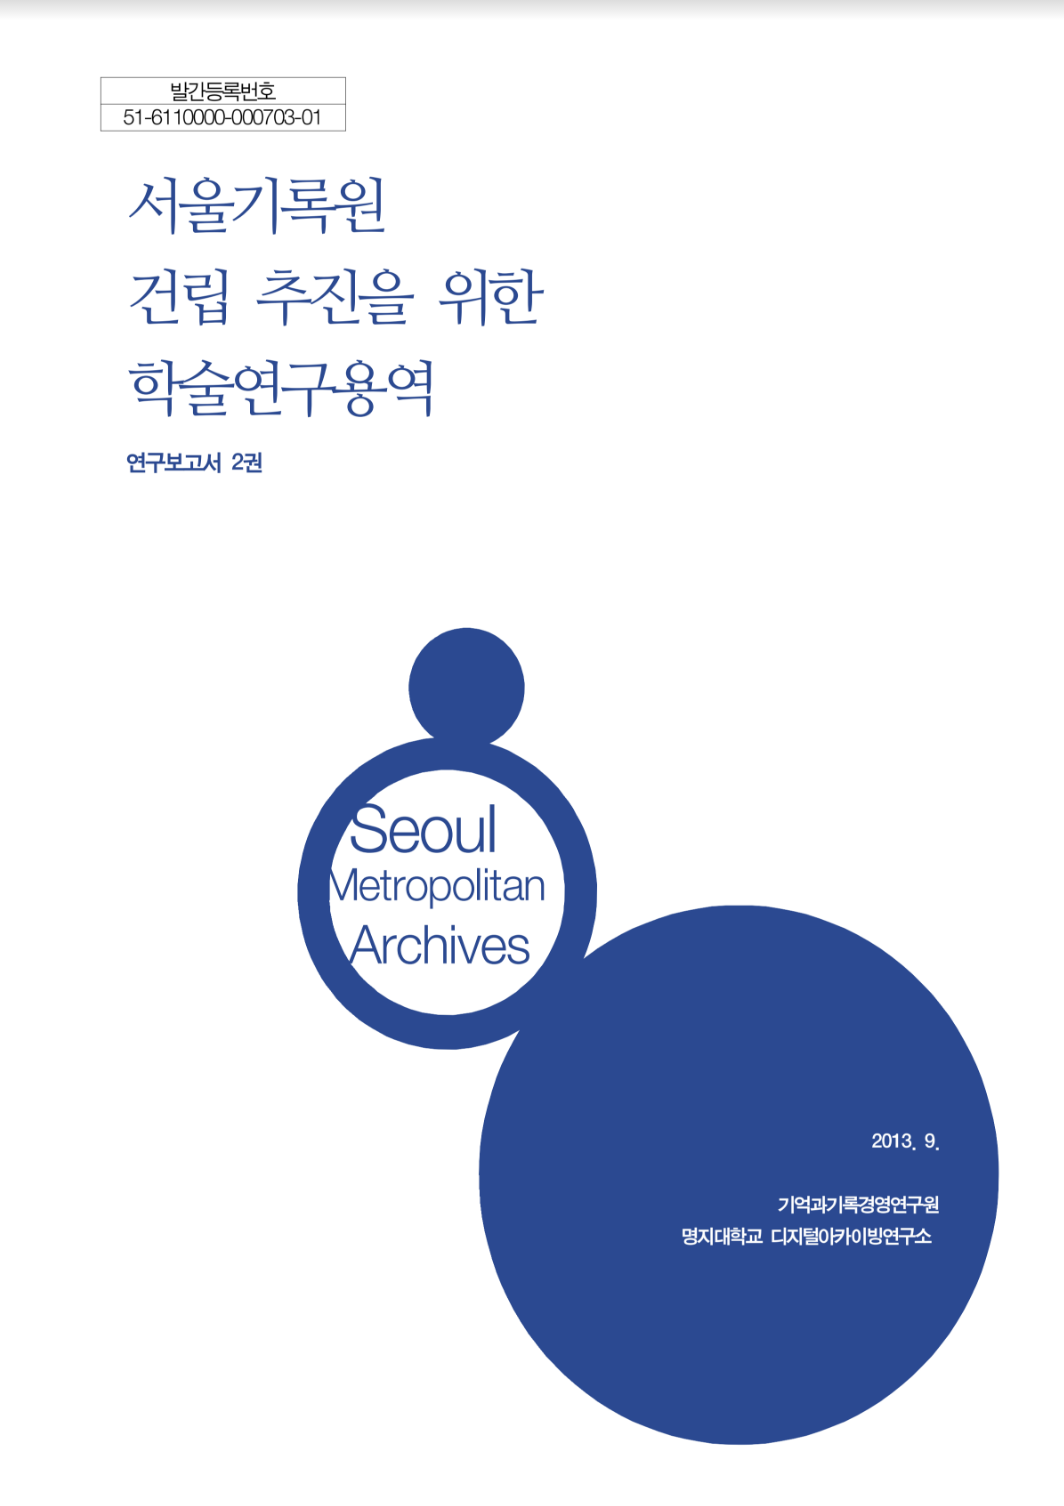 발간등록번호
51-6110000-000703-01
서울기록원
건립 추진을 위한
학술연구용역
연구보고서 2권
Seoul
Metropolitan
Archives
2013. 9.
기억과기록경영연구원
명지대학교 디지털아카이빙연구소